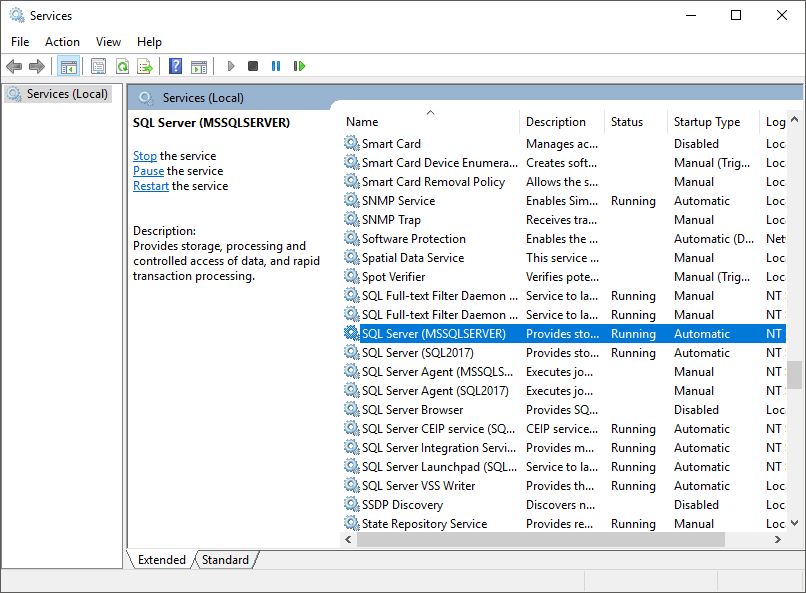 Services
File Action View Help
Services (Local)
Services (Local)
SQL Server (MSSQLSERVER)
Stop the service
Pause the service
Restart the service
Description:
Provides storage, processing and
controlled access of data, and rapid
transaction processing.
Name Description Status Startup Type Log
Smart Card Manages ac... Disabled Loc
Smart Card Device Enumera... Creates soft... Manual (Trig... Loc
Smart Card Removal Policy Allows the s... Manual Loc
SNMP Service Enables Sim... Running Automatic Loc
SNMP Trap Receives tra... Manual Loc
Software Protection Enables the ... Automatic (D... Net
Spatial Data Service This service ... Manual Loc
Spot Verifier Verifies pote... Manual (Trig... Loc
SQL Full-text Filter Daemon ... Service to la... Running Manual NT
SQL Full-text Filter Daemon ... Service to la... Running Manual NT
SQL Server (MSSQLSERVER) Provides sto... Running Automatic NT
SQL Server (SQL2017) Provides sto... Running Automatic NT
SQL Server Agent (MSSQLS... Executes jo... Manual NT
SQL Server Agent (SQL2017) Executes jo... Manual NT
SQL Server Browser Provides SQ... Disabled Loc
SQL Server CEIP service (SQ... CEIP service... Running Automatic NT
SQL Server Integration Servi... Provides m... Running Automatic NT
SQL Server Launchpad (SQL... Service to la... Running Automatic NT
SQL Server VSS Writer Provides th... Running Automatic Loc
SSDP Discovery Discovers n... Disabled Loc
State Repository Service Provides re... Running Manual Loc
Extended Standard